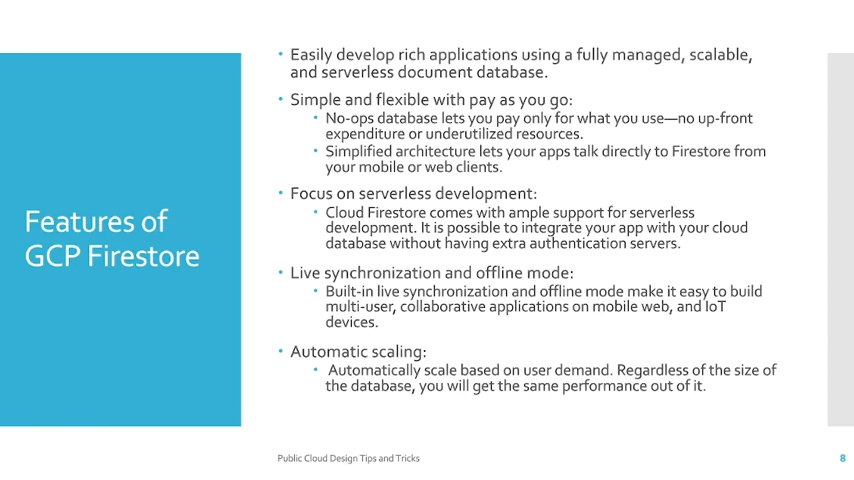 Features of
GCP Firestore
• Easily develop rich applications using a fully managed, scalable,
and serverless document database.
• Simple and flexible with pay as you go:
• No-ops database lets you pay only for what you use—no up-front
expenditure or underutilized resources.
• Simplified architecture lets your apps talk directly to Firestore from
your mobile or web clients.
• Focus on serverless development:
• Cloud Firestore comes with ample support for serverless
development. It is possible to integrate your app with your cloud
database without having extra authentication servers.
• Live synchronization and offline mode:
• Built-in live synchronization and offline mode make it easy to build
multi-user, collaborative applications on mobile web, and IoT
devices.
• Automatic scaling:
• Automatically scale based on user demand. Regardless of the size of
the database, you will get the same performance out of it.
Public Cloud Design Tips and Tricks
8